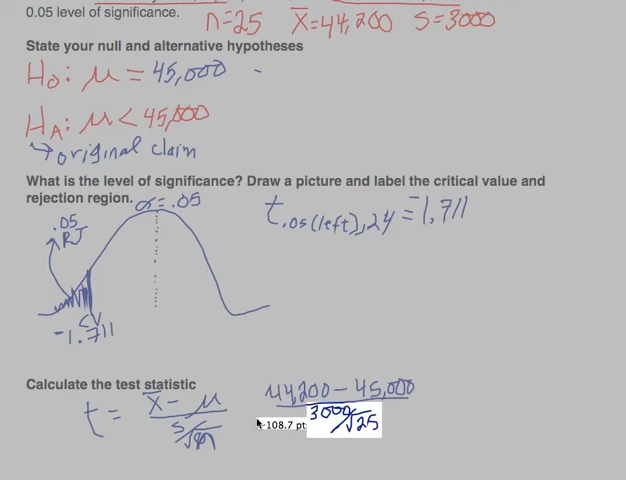 0.05 level of significance.
n=25 x̄=44,200 s=3000
State your null and alternative hypotheses
H₀: μ = 45,000 -
Hₐ: μ < 45,000
↳ original claim
What is the level of significance? Draw a picture and label the critical value and
rejection region. α=.05
.05
RJ
t.05(left),24 = -1.711
CV
-1.711
Calculate the test statistic
t = x̄ - μ
s/√n
44,200 - 45,000
3000/√25
-108.7 pt